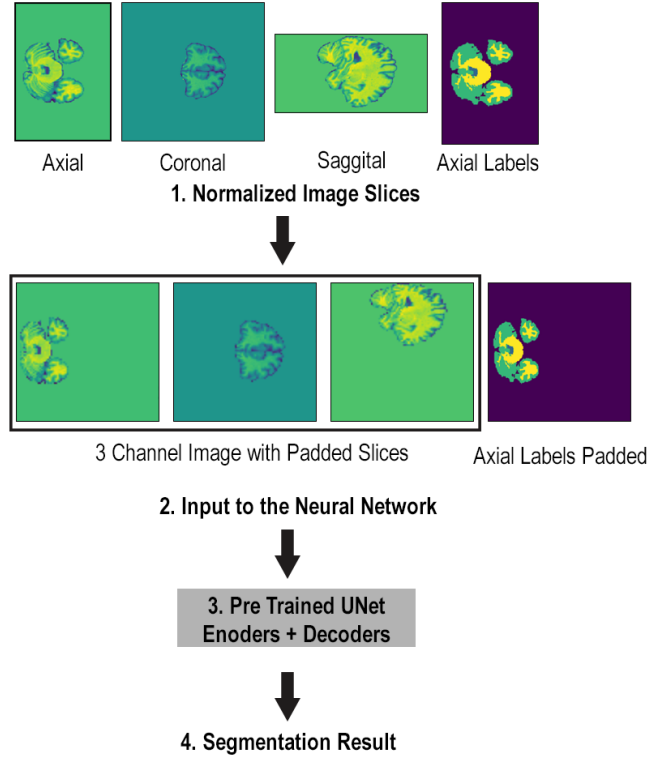 Axial
Coronal
Saggital
Axial Labels
1. Normalized Image Slices
3 Channel Image with Padded Slices
Axial Labels Padded
2. Input to the Neural Network
3. Pre Trained UNet
Enoders + Decoders
4. Segmentation Result